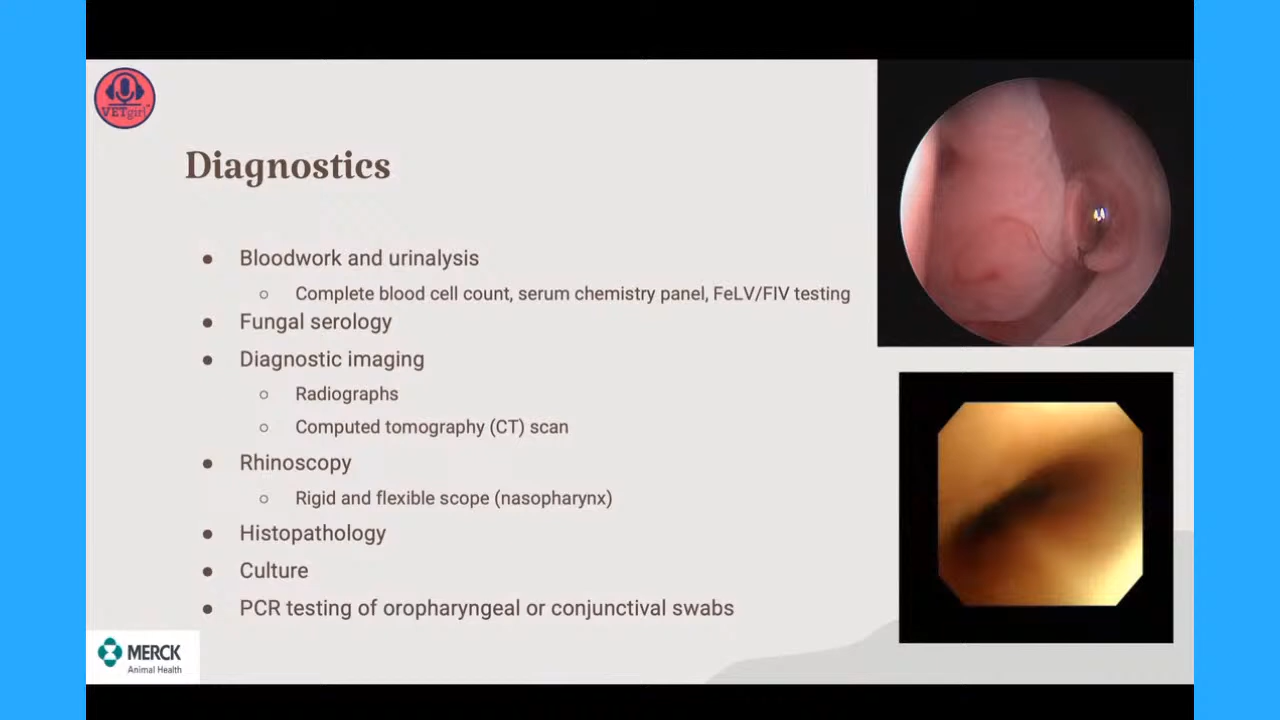 VETgirl
Diagnostics
● Bloodwork and urinalysis
○ Complete blood cell count, serum chemistry panel, FeLV/FIV testing
● Fungal serology
● Diagnostic imaging
○ Radiographs
○ Computed tomography (CT) scan
● Rhinoscopy
○ Rigid and flexible scope (nasopharynx)
● Histopathology
● Culture
● PCR testing of oropharyngeal or conjunctival swabs
MERCK
Animal Health